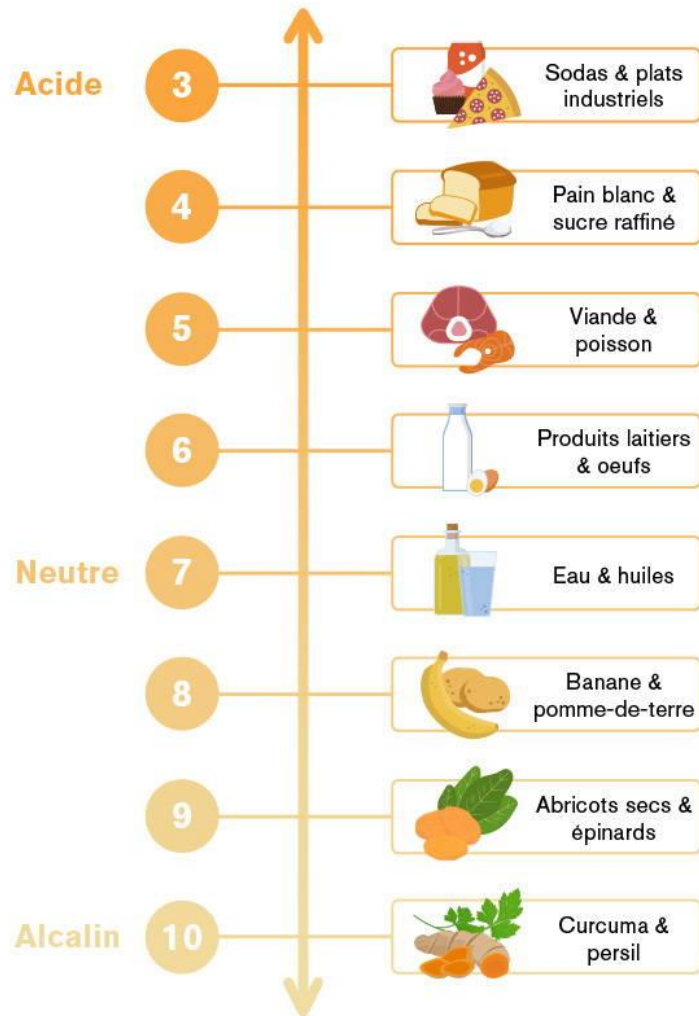 Acide
3
Sodas & plats
industriels
4
Pain blanc &
sucre raffiné
5
Viande &
poisson
6
Produits laitiers
& oeufs
Neutre
7
Eau & huiles
8
Banane &
pomme-de-terre
9
Abricots secs &
épinards
Alcalin
10
Curcuma &
persil